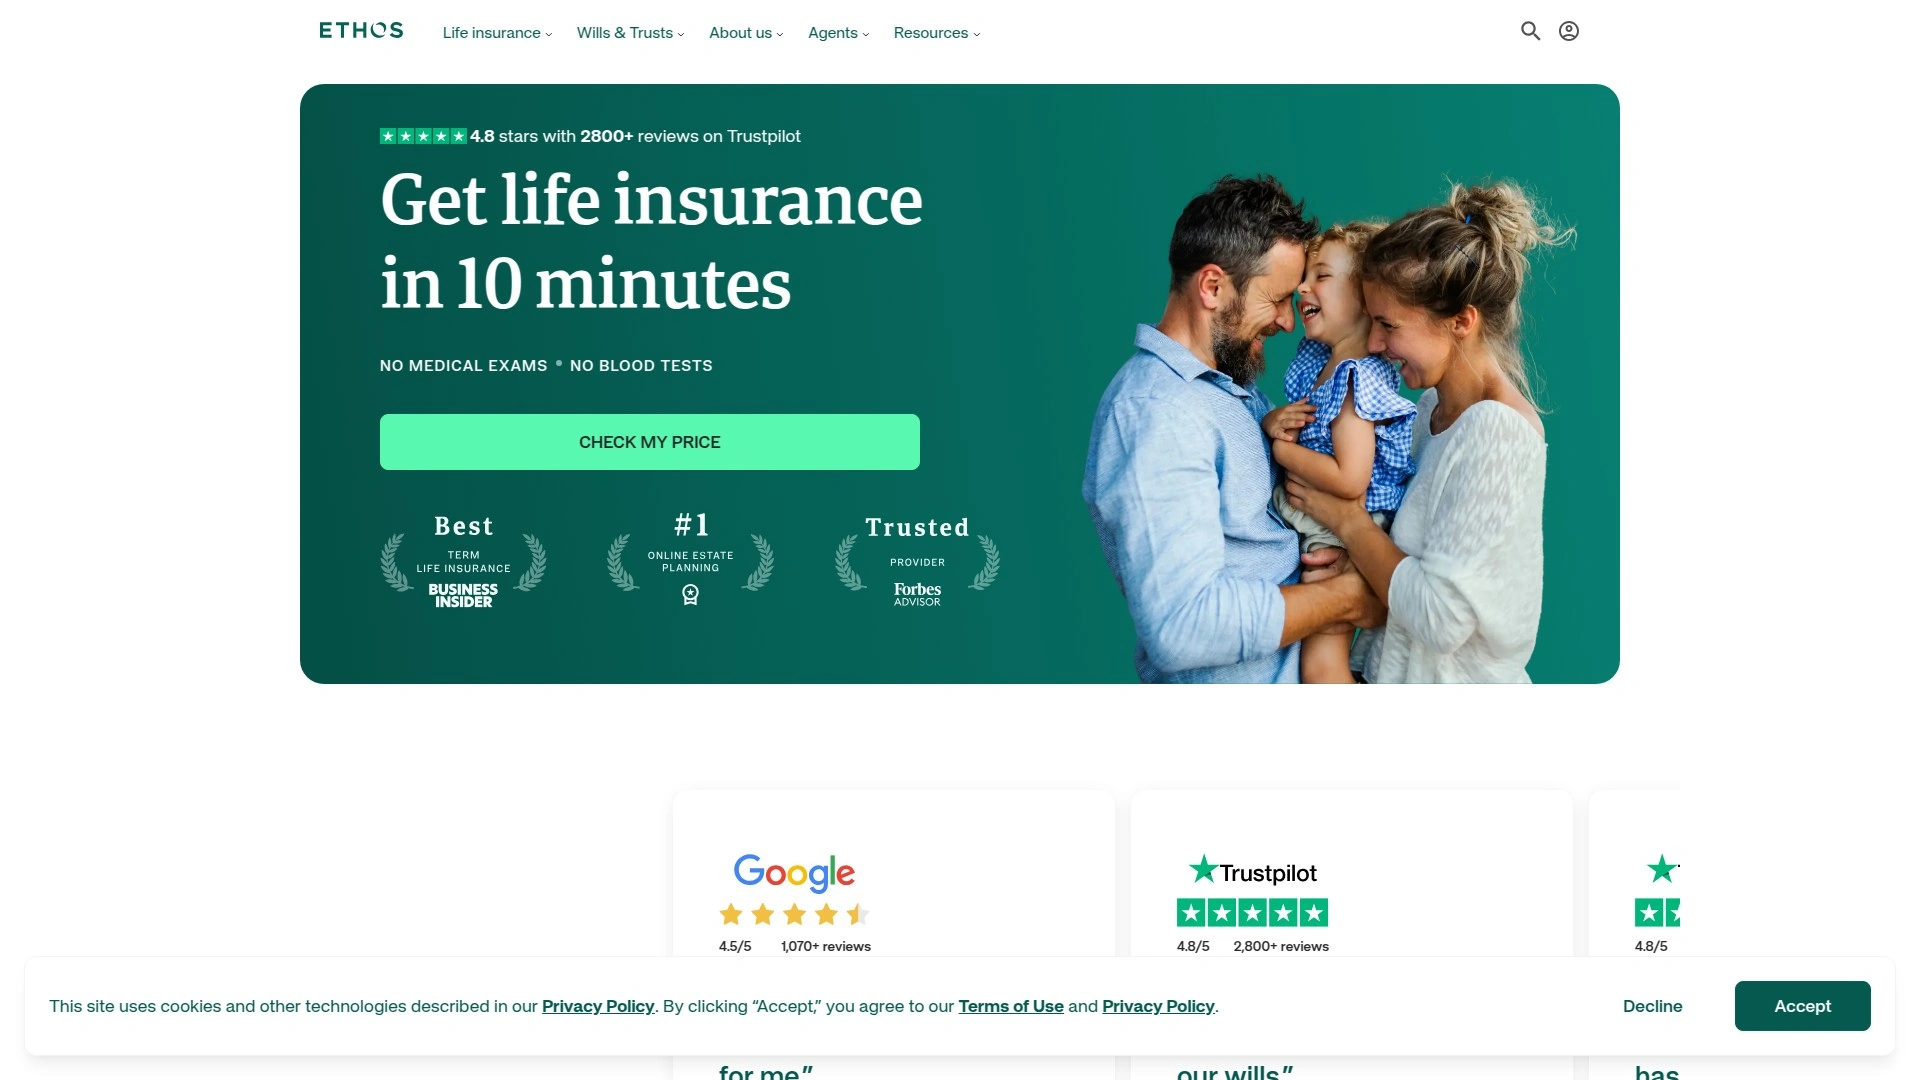 ETHOS
Life insurance
Wills & Trusts
About us
Agents
Resources
4.8 stars with 2800+ reviews on Trustpilot
Get life insurance
in 10 minutes
NO MEDICAL EXAMS • NO BLOOD TESTS
CHECK MY PRICE
Best
TERM
LIFE INSURANCE
BUSINESS
INSIDER
#1
ONLINE ESTATE
PLANNING
Trusted
PROVIDER
Forbes
ADVISOR
Google
4.5/5 1,070+ reviews
Trustpilot
4.8/5 2,800+ reviews
4.8/5
This site uses cookies and other technologies described in our Privacy Policy. By clicking “Accept,” you agree to our Terms of Use and Privacy Policy.
Decline
Accept
for me”
our wills”
has